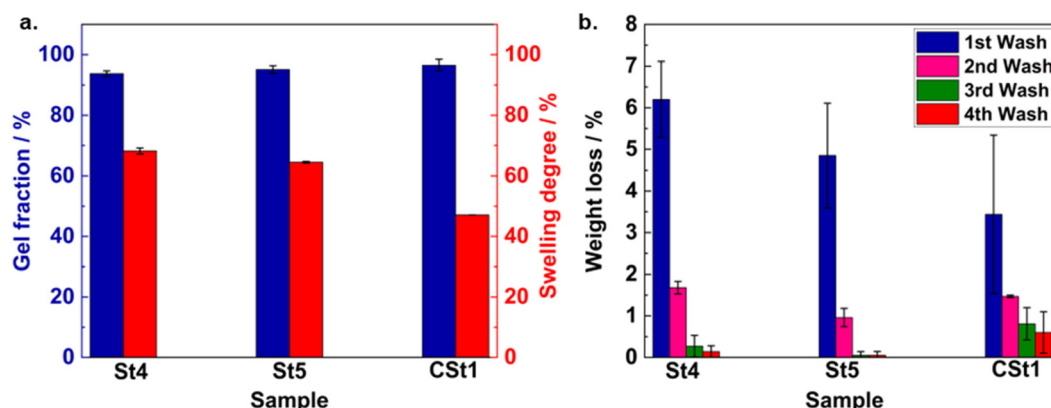 a.
Gel fraction / %
100
80
60
40
20
0
100
80
60
40
20
0
Swelling degree / %
St4 St5 CSt1
Sample
b.
Weight loss / %
8
7
6
5
4
3
2
1
0
1st Wash
2nd Wash
3rd Wash
4th Wash
St4 St5 CSt1
Sample